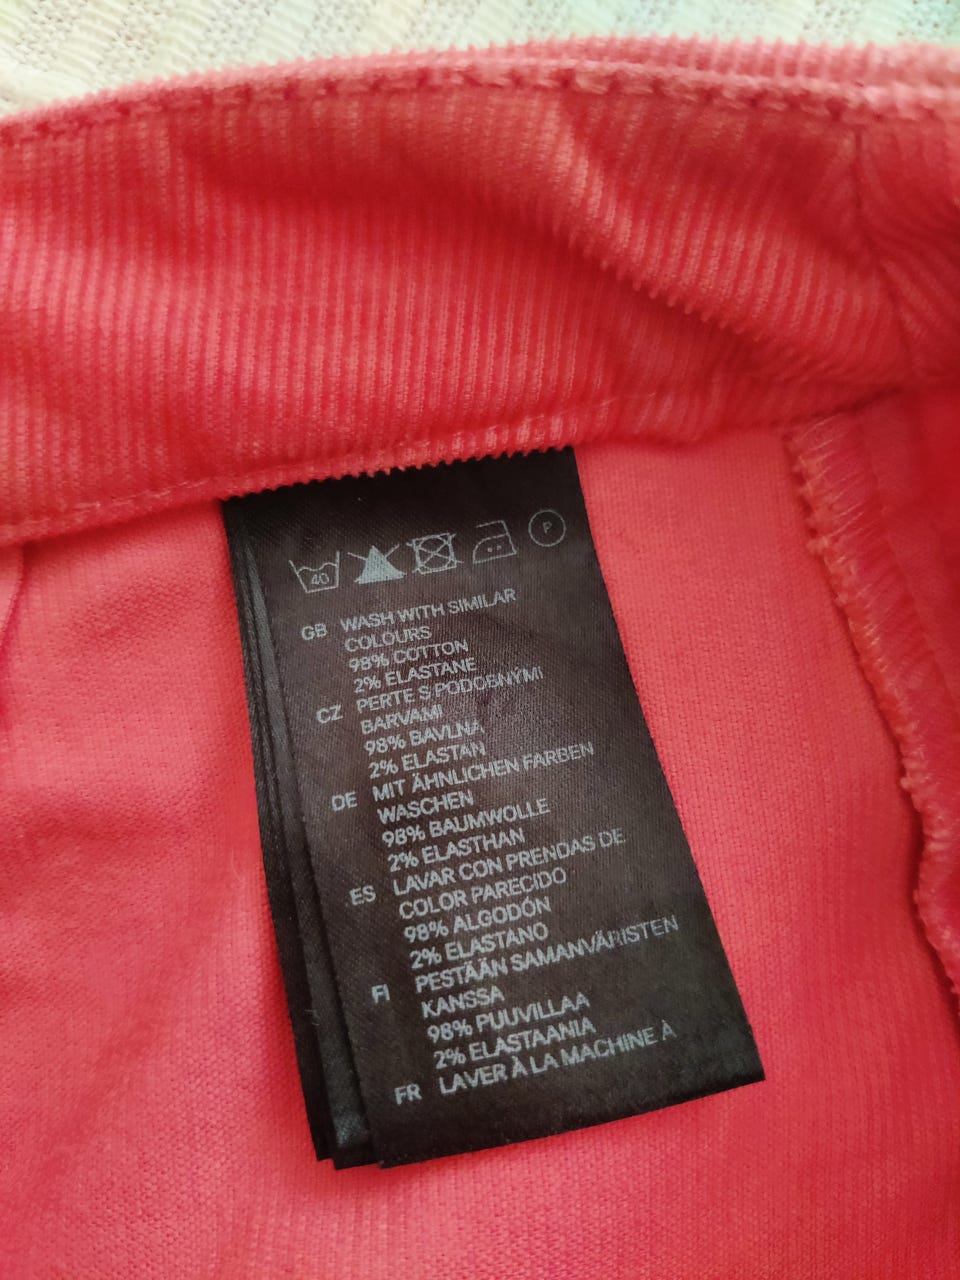 40 P
GB WASH WITH SIMILAR
COLOURS
98% COTTON
2% ELASTANE
CZ PERTE S PODOBNÝMI
BARVAMI
98% BAVLNA
2% ELASTAN
DE MIT ÄHNLICHEN FARBEN
WASCHEN
98% BAUMWOLLE
2% ELASTHAN
ES LAVAR CON PRENDAS DE
COLOR PARECIDO
98% ALGODÓN
2% ELASTANO
FI PESTÄÄN SAMANVÄRISTEN
KANSSA
98% PUUVILLAA
2% ELASTAANIA
FR LAVER À LA MACHINE À